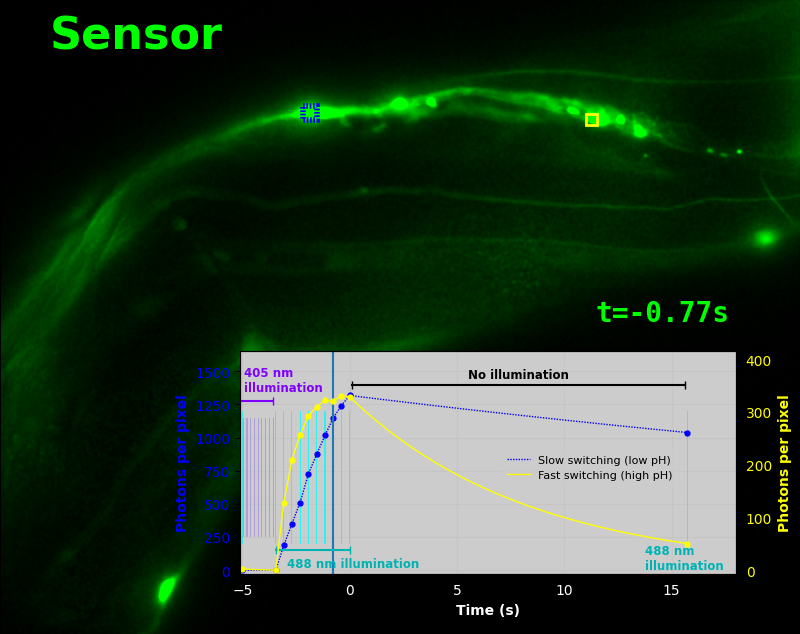 Sensor
t=-0.77s
405 nm
illumination
No illumination
Slow switching (low pH)
Fast switching (high pH)
488 nm illumination
488 nm
illumination
Photons per pixel
1500
1250
1000
750
500
250
0
Photons per pixel
400
300
200
100
0
−5 0 5 10 15
Time (s)